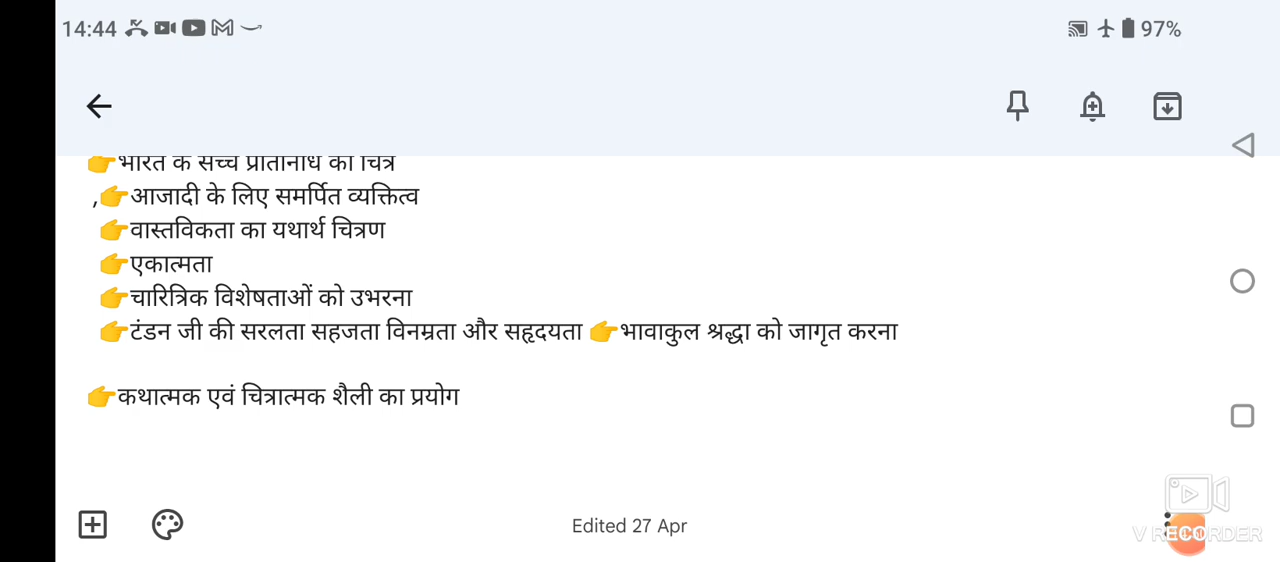 14:44 97%
👉भारत के सच्चे प्रतिनिधि का चित्र
,👉आजादी के लिए समर्पित व्यक्तित्व
👉वास्तविकता का यथार्थ चित्रण
👉एकात्मता
👉चारित्रिक विशेषताओं को उभरना
👉टंडन जी की सरलता सहजता विनम्रता और सहृदयता 👉भावाकुल श्रद्धा को जागृत करना
👉कथात्मक एवं चित्रात्मक शैली का प्रयोग
Edited 27 Apr
V RECORDER